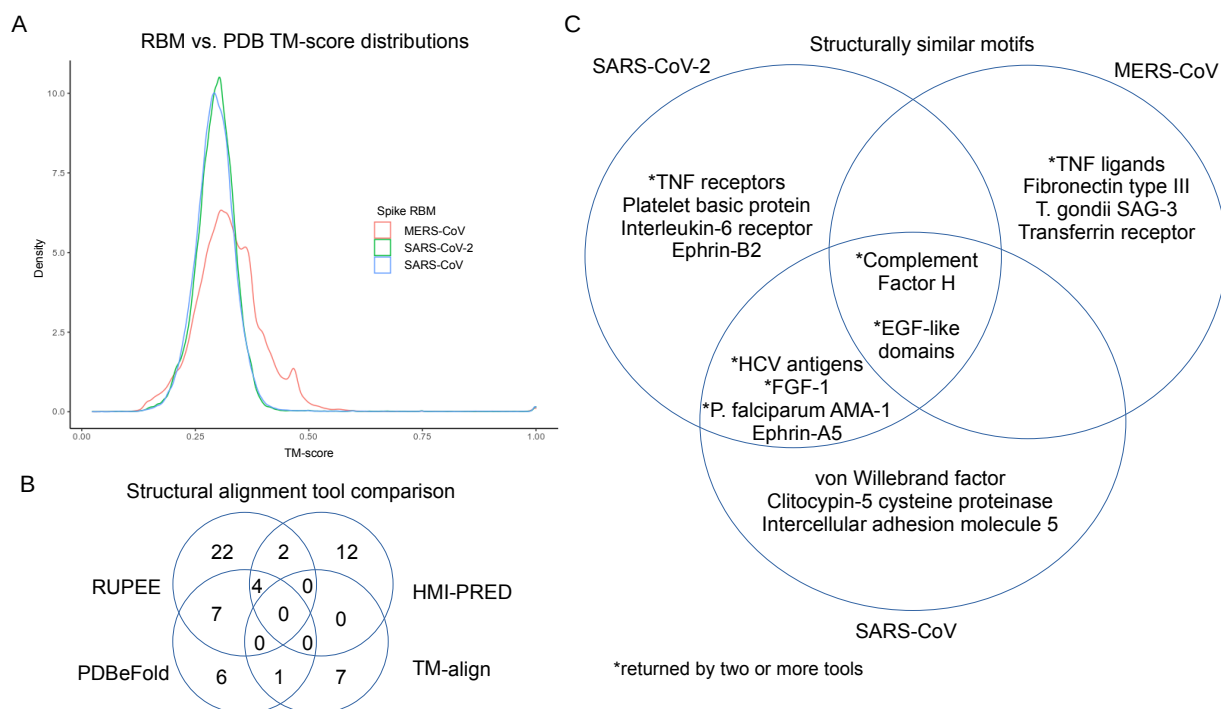 A
RBM vs. PDB TM-score distributions
10.0
7.5
5.0
2.5
0.0
Density
0.00
0.25
0.50
0.75
1.00
TM-score
Spike RBM
MERS-CoV
SARS-CoV-2
SARS-CoV
B
Structural alignment tool comparison
22
2
12
RUPEE
4
0
HMI-PRED
7
0
0
0
0
PDBeFold
6
1
7
TM-align
C
Structurally similar motifs
SARS-CoV-2
MERS-CoV
*TNF receptors
Platelet basic protein
Interleukin-6 receptor
Ephrin-B2
*TNF ligands
Fibronectin type III
T. gondii SAG-3
Transferrin receptor
*Complement
Factor H
*EGF-like
domains
*HCV antigens
*FGF-1
*P. falciparum AMA-1
Ephrin-A5
von Willebrand factor
Clitocypin-5 cysteine proteinase
Intercellular adhesion molecule 5
SARS-CoV
*returned by two or more tools